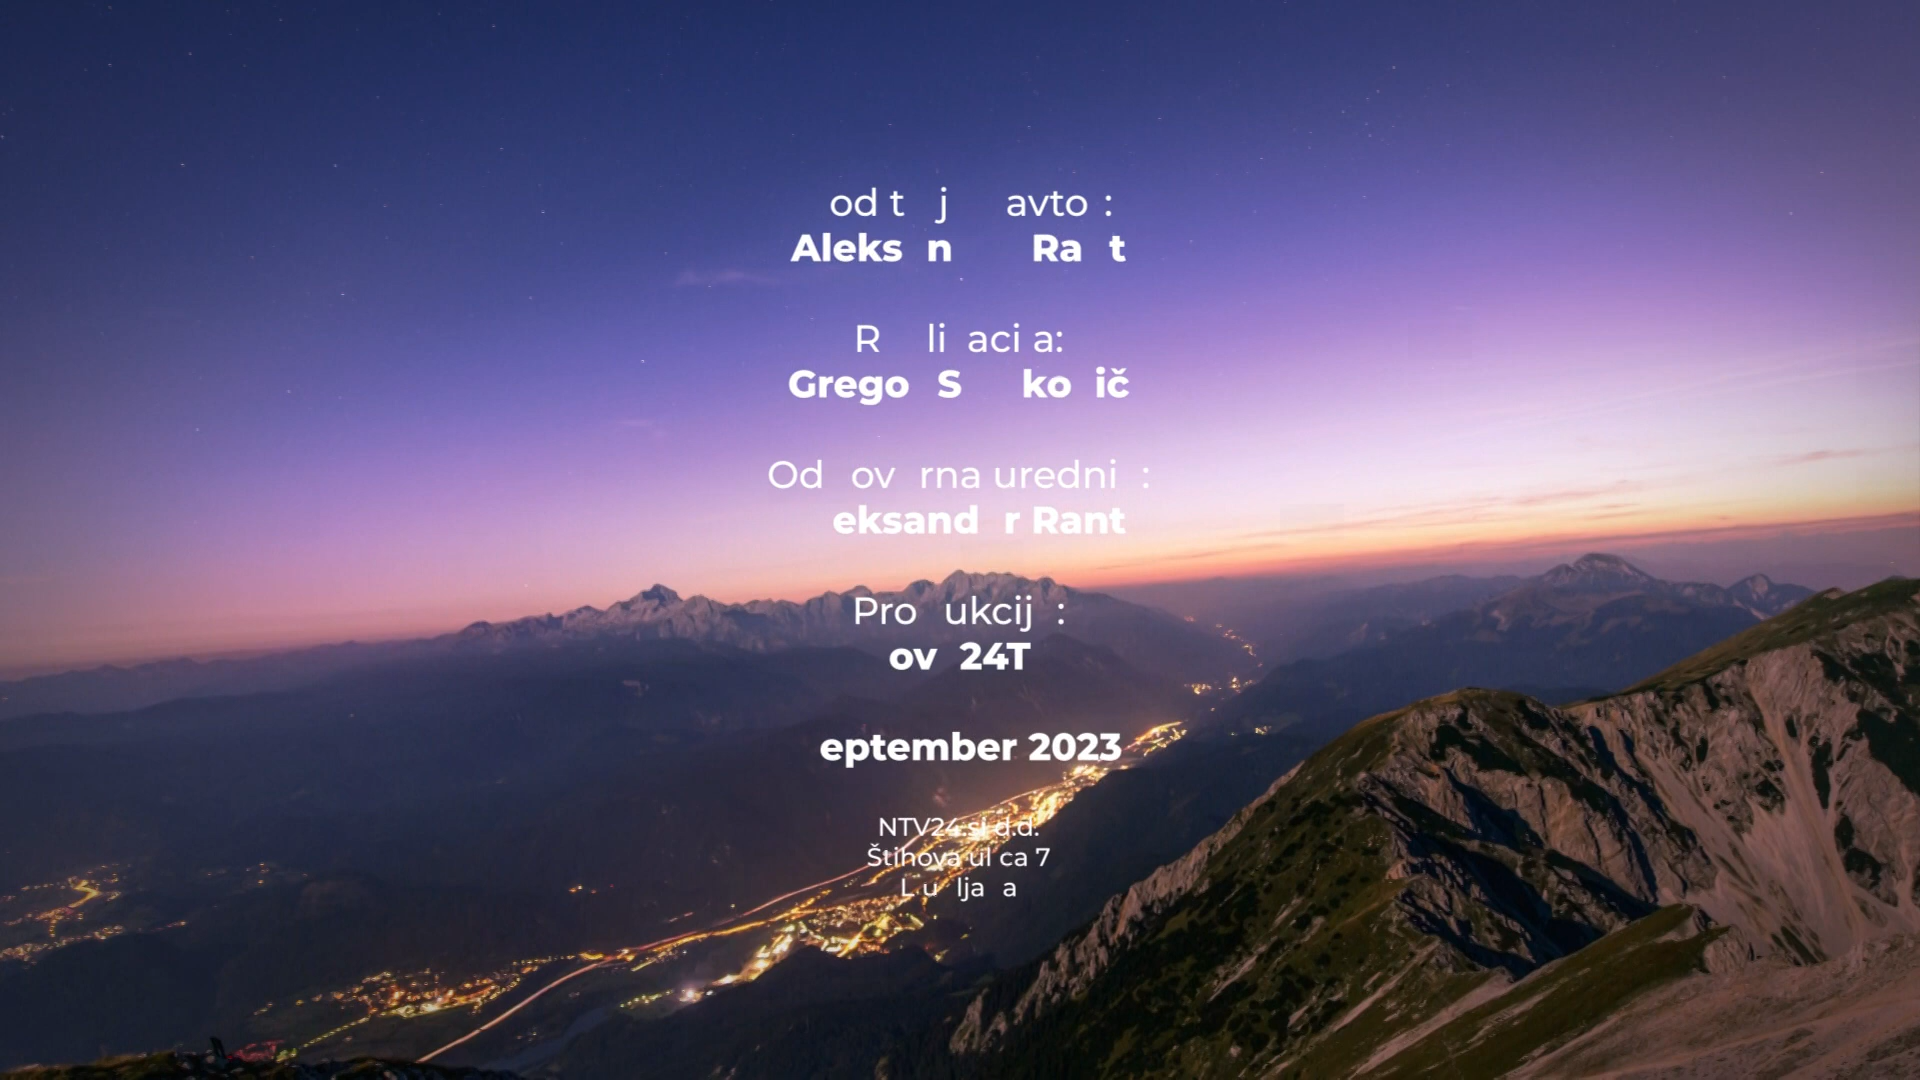 od t j avto :
Aleks n Ra t
R li aci a:
Grego S ko ič
Od ov rna uredni :
eksand r Rant
Pro ukcij :
ov 24T
eptember 2023
NTV24.si d.d.
Štihova ul ca 7
L u lja a